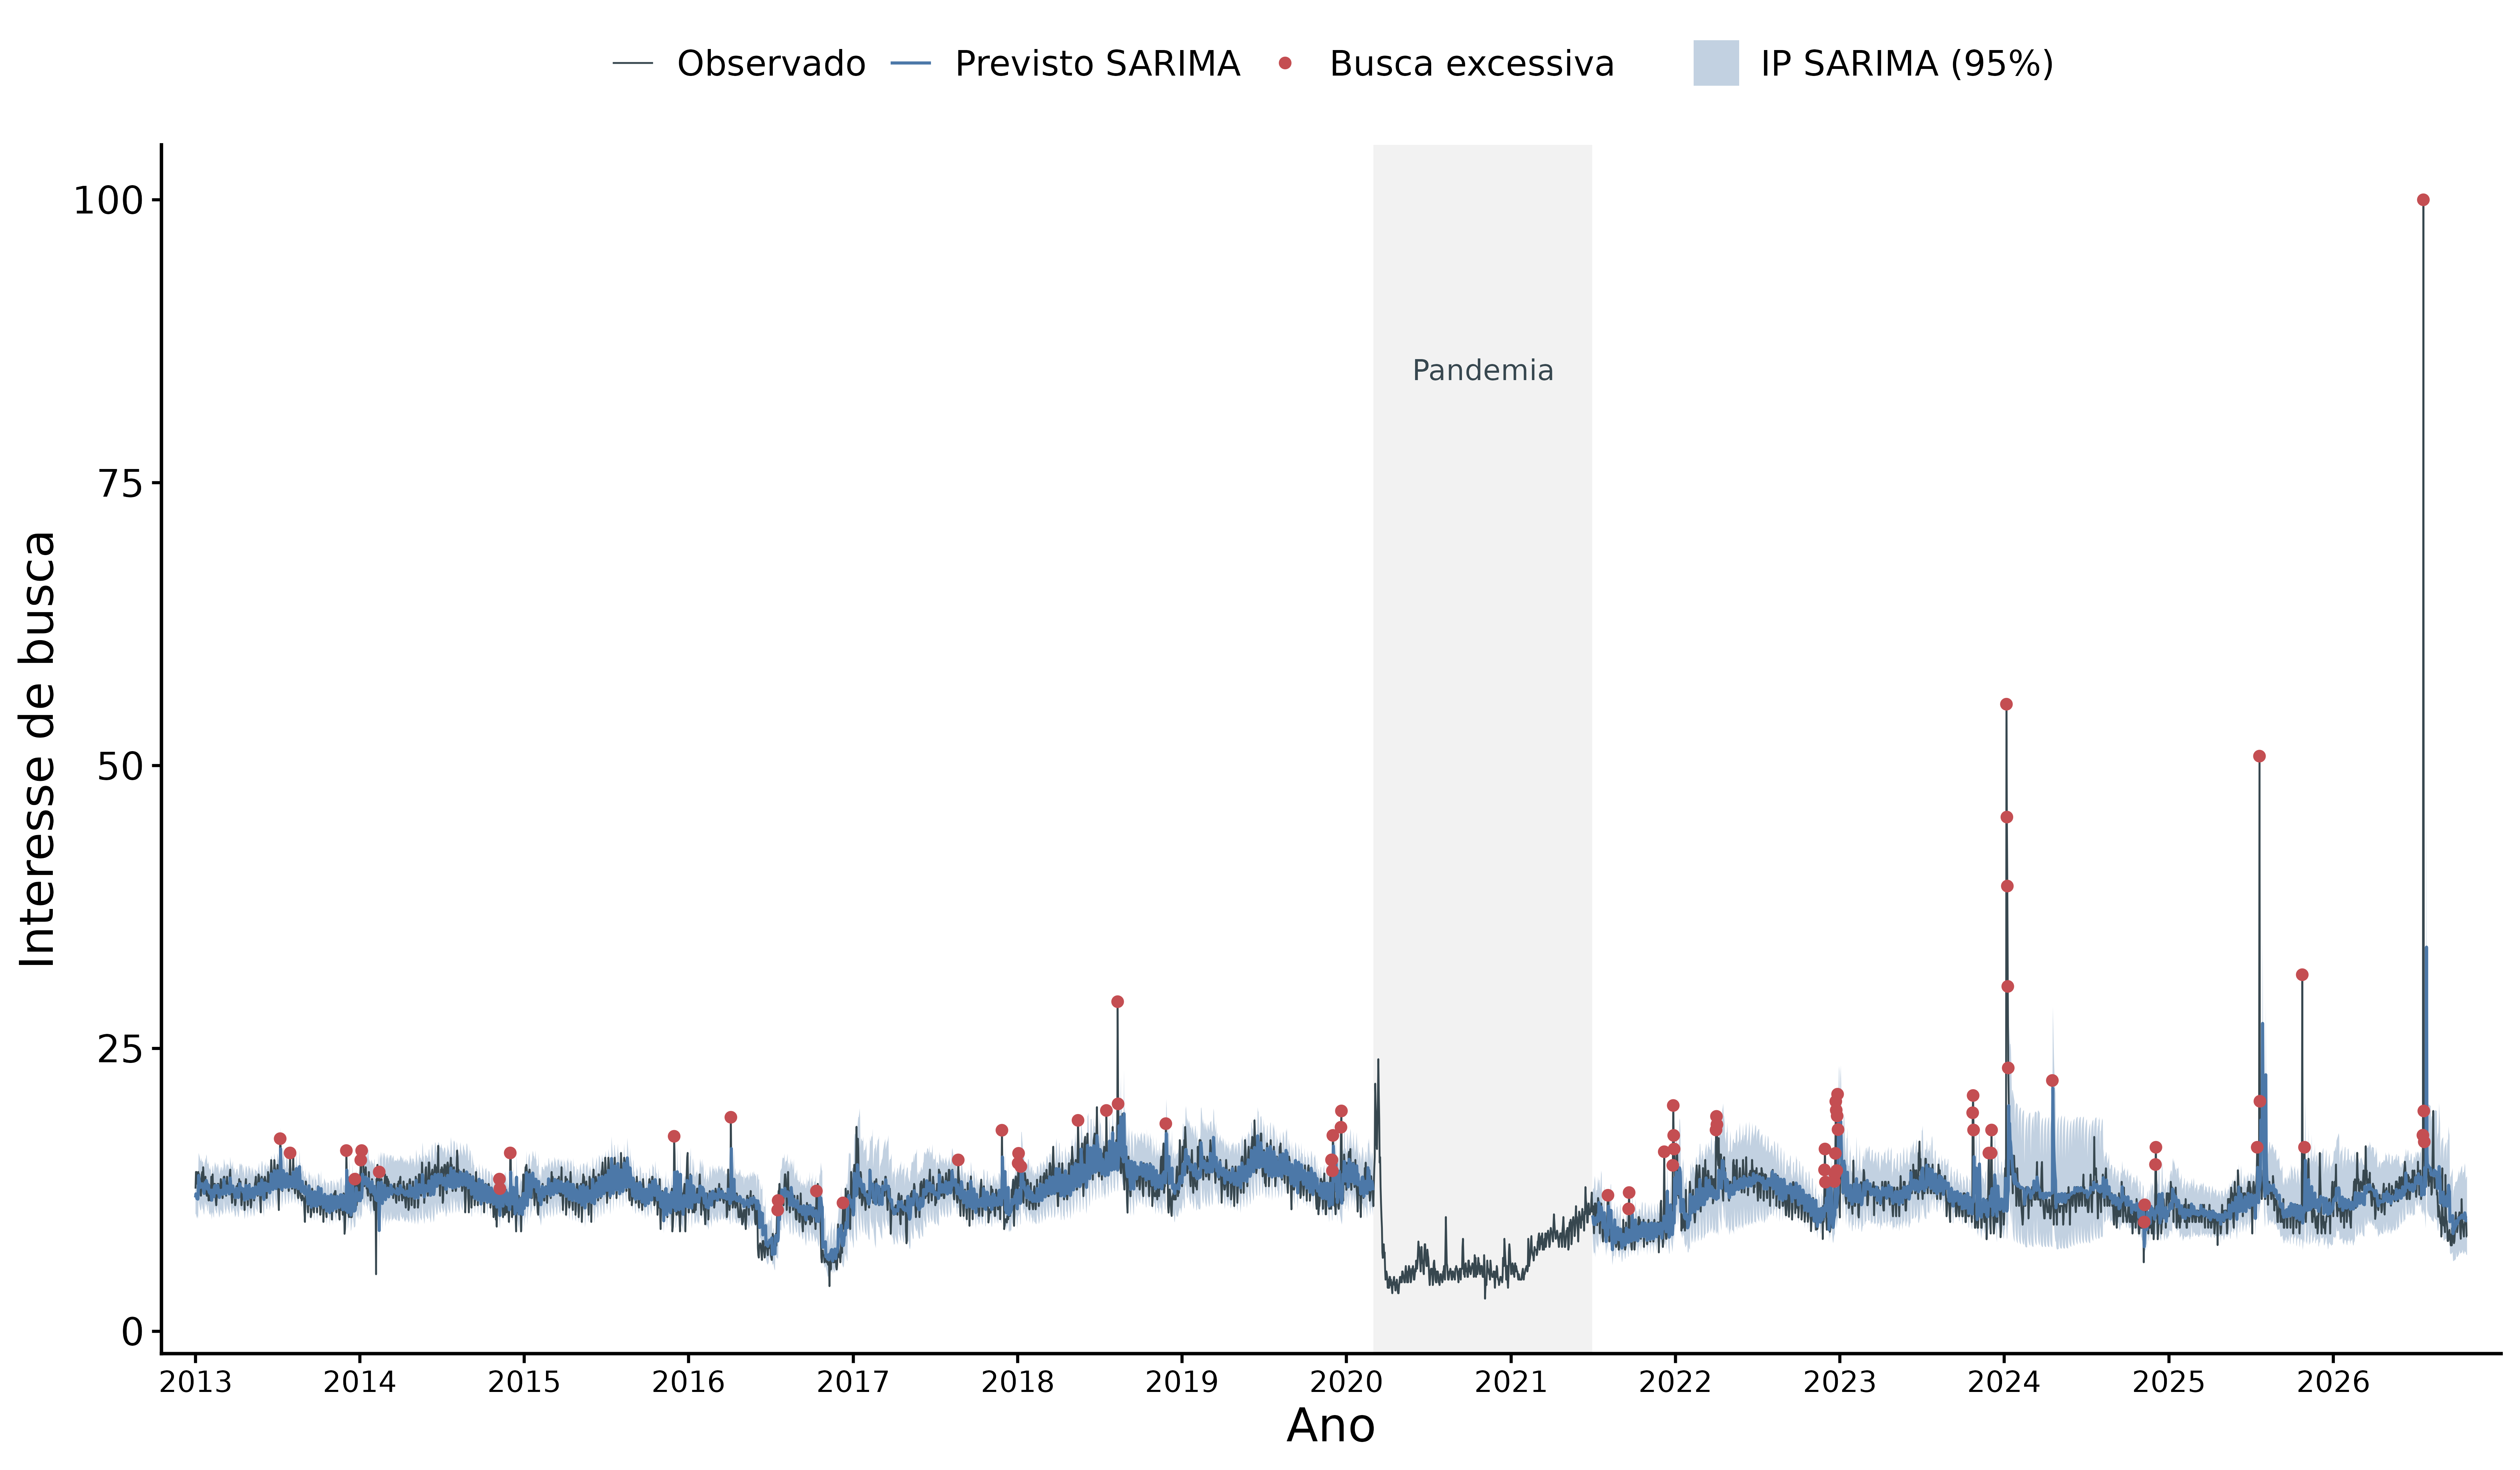 Observado Previsto SARIMA Busca excessiva IP SARIMA (95%)
100
75
50
25
0
Interesse de busca
Pandemia
2013 2014 2015 2016 2017 2018 2019 2020 2021 2022 2023 2024 2025 2026
Ano